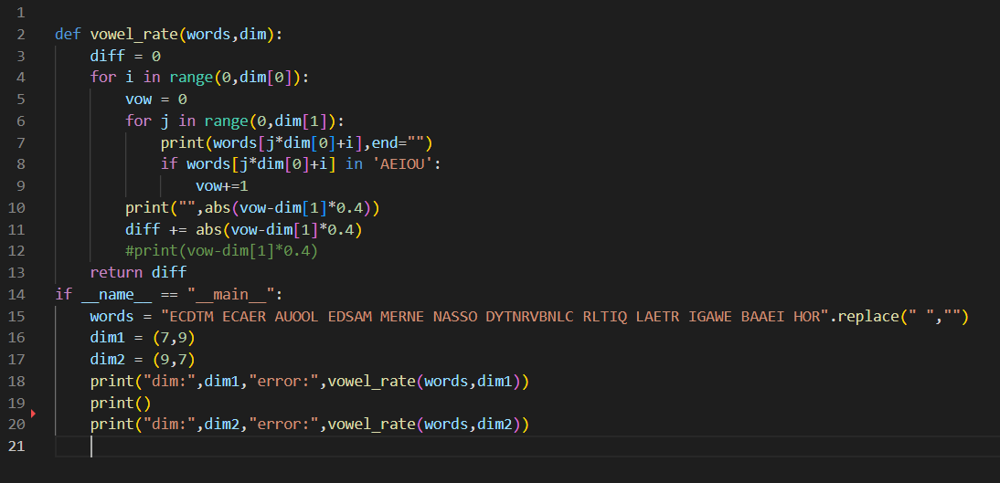 1
2 def vowel_rate(words,dim):
3     diff = 0
4     for i in range(0,dim[0]):
5         vow = 0
6         for j in range(0,dim[1]):
7             print(words[j*dim[0]+i],end="")
8             if words[j*dim[0]+i] in 'AEIOU':
9                 vow+=1
10         print("",abs(vow-dim[1]*0.4))
11         diff += abs(vow-dim[1]*0.4)
12         #print(vow-dim[1]*0.4)
13     return diff
14 if __name__ == "__main__":
15     words = "ECDTM ECAER AUOOL EDSAM MERNE NASSO DYTNRVBNLC RLTIQ LAETR IGAWE BAAEI HOR".replace(" ","")
16     dim1 = (7,9)
17     dim2 = (9,7)
18     print("dim:",dim1,"error:",vowel_rate(words,dim1))
19     print()
20     print("dim:",dim2,"error:",vowel_rate(words,dim2))
21